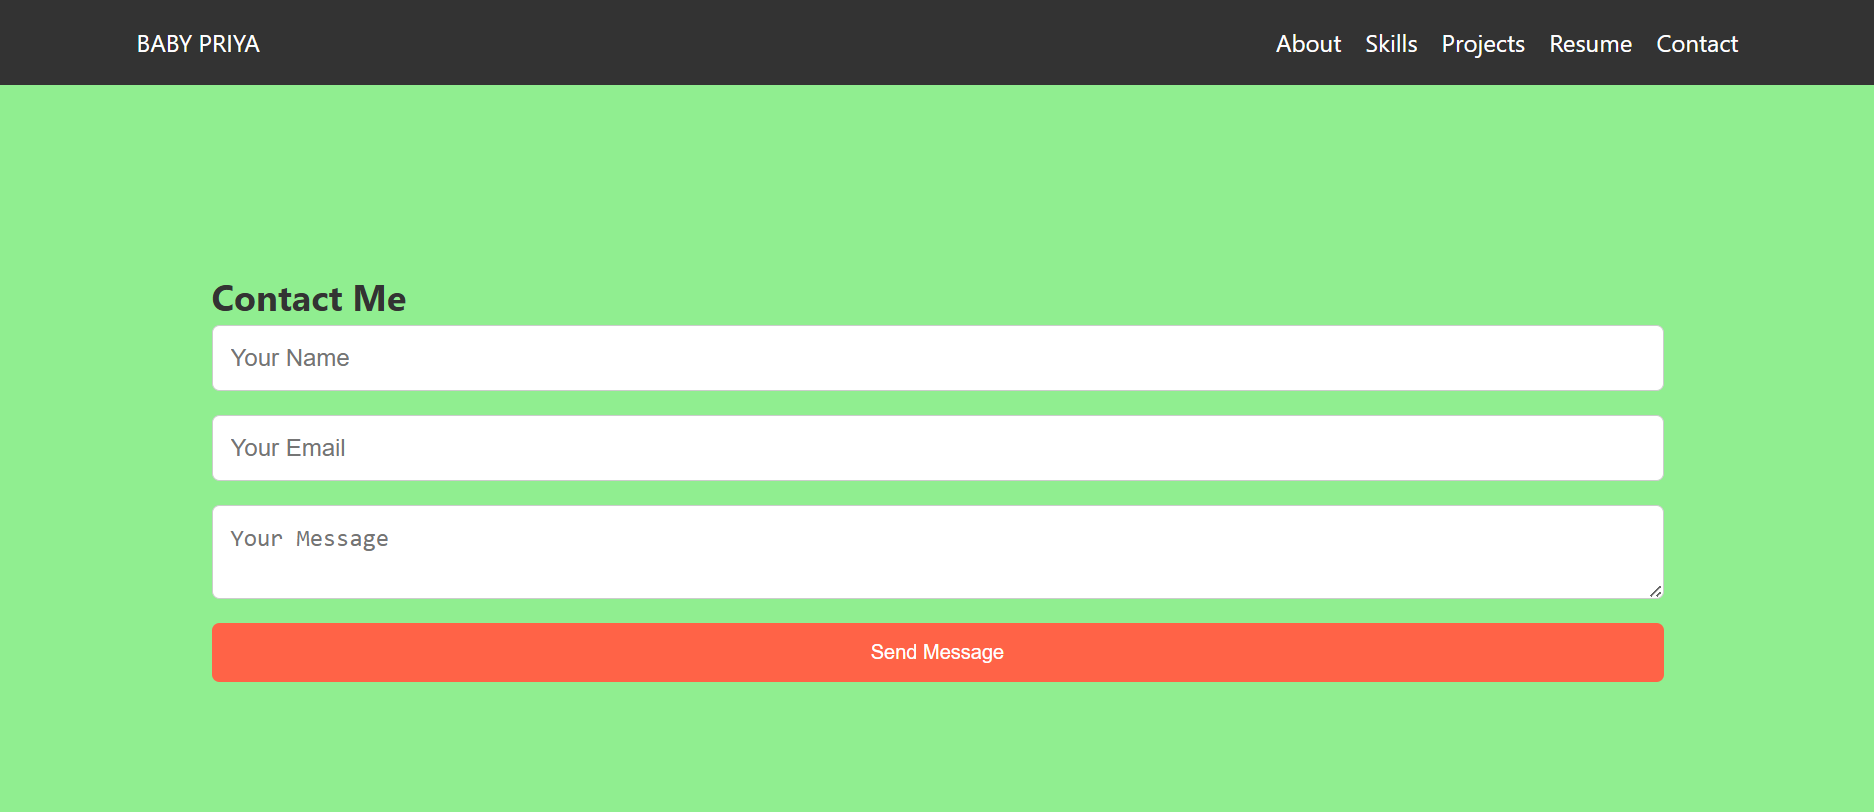 BABY PRIYA About Skills Projects Resume Contact
Contact Me
Your Name
Your Email
Your Message
Send Message